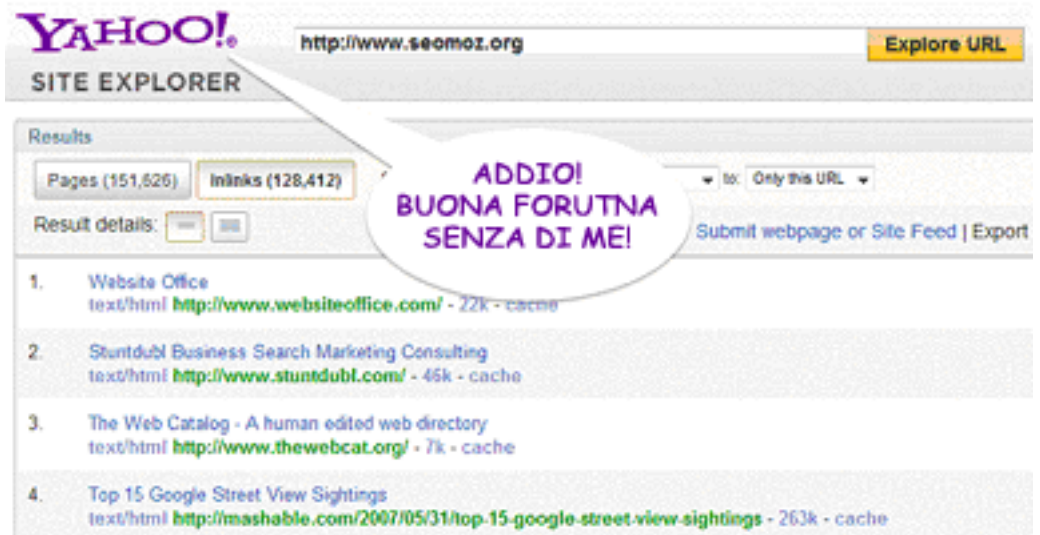 YAHOO!
http://www.seomoz.org
Explore URL
SITE EXPLORER
Results
Pages (151,626)
Inlinks (128,412)
ADDIO!
BUONA FORUTNA
SENZA DI ME!
to: Only this URL
Result details:
Submit webpage or Site Feed | Export
1. Website Office
text/html http://www.websiteoffice.com/ - 22k - cache
2. Stuntdubl Business Search Marketing Consulting
text/html http://www.stuntdubl.com/ - 46k - cache
3. The Web Catalog - A human edited web directory
text/html http://www.thewebcat.org/ - 7k - cache
4. Top 15 Google Street View Sightings
text/html http://mashable.com/2007/05/31/top-15-google-street-view-sightings - 263k - cache